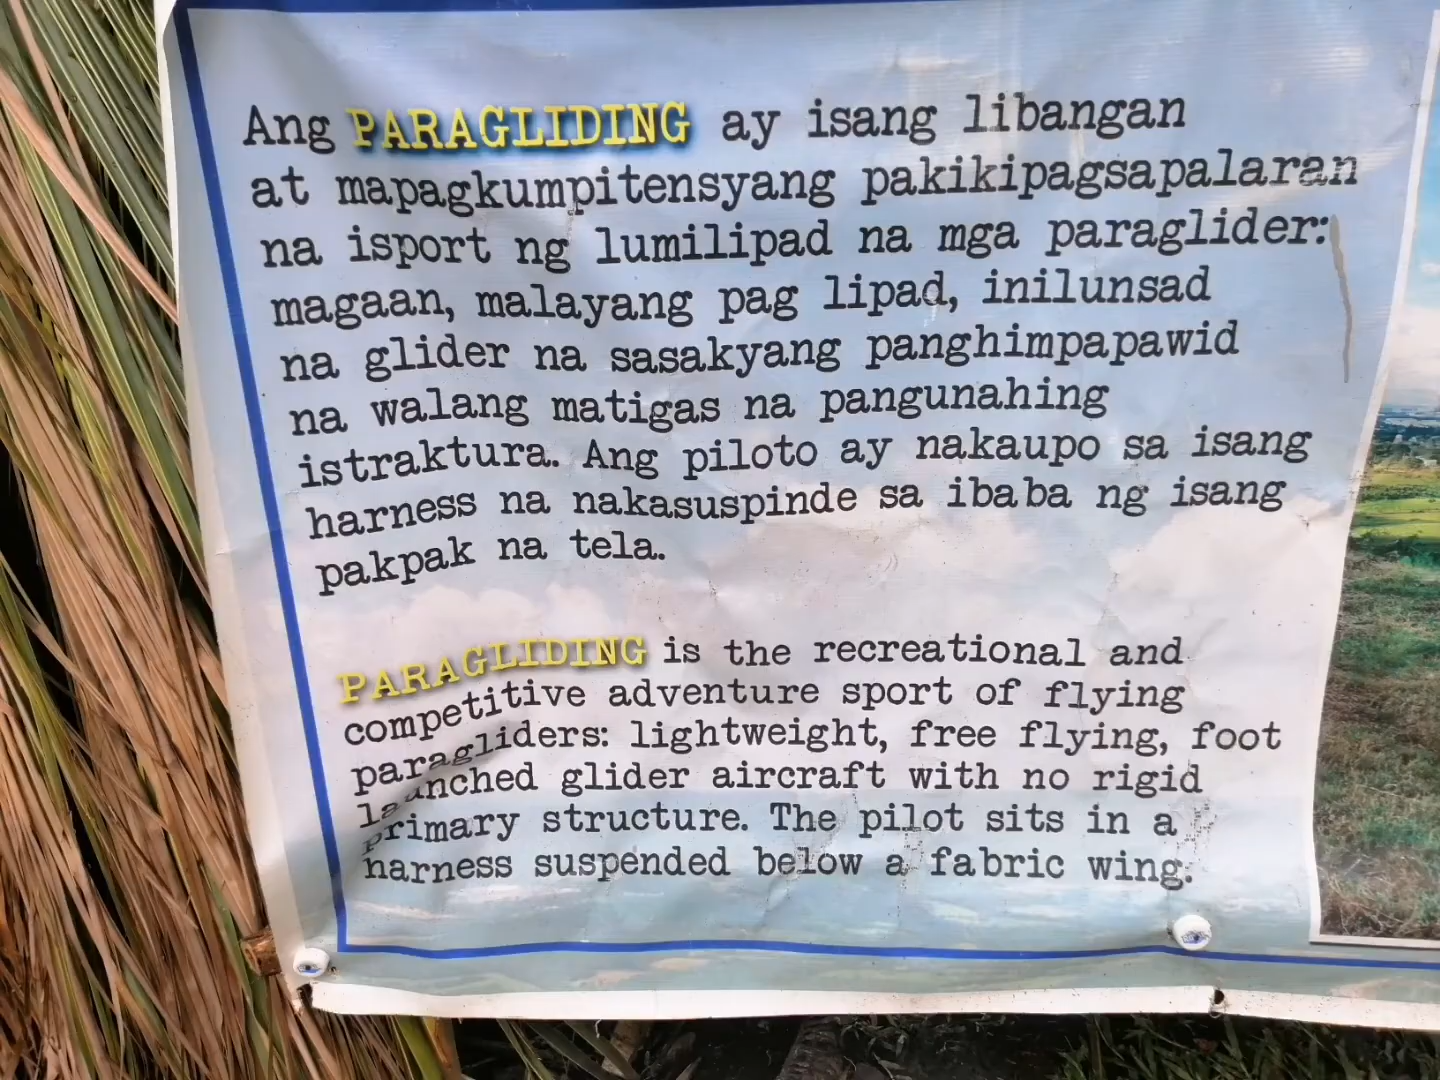 Ang PARAGLIDING ay isang libangan
at mapagkumpitensyang pakikipagsapalaran
na isport ng lumilipad na mga paraglider:
magaan, malayang pag lipad, inilunsad
na glider na sasakyang panghimpapawid
na walang matigas na pangunahing
istraktura. Ang piloto ay nakaupo sa isang
harness na nakasuspinde sa ibaba ng isang
pakpak na tela.
PARAGLIDING is the recreational and
competitive adventure sport of flying
paragliders: lightweight, free flying, foot
launched glider aircraft with no rigid
primary structure. The pilot sits in a
harness suspended below a fabric wing.